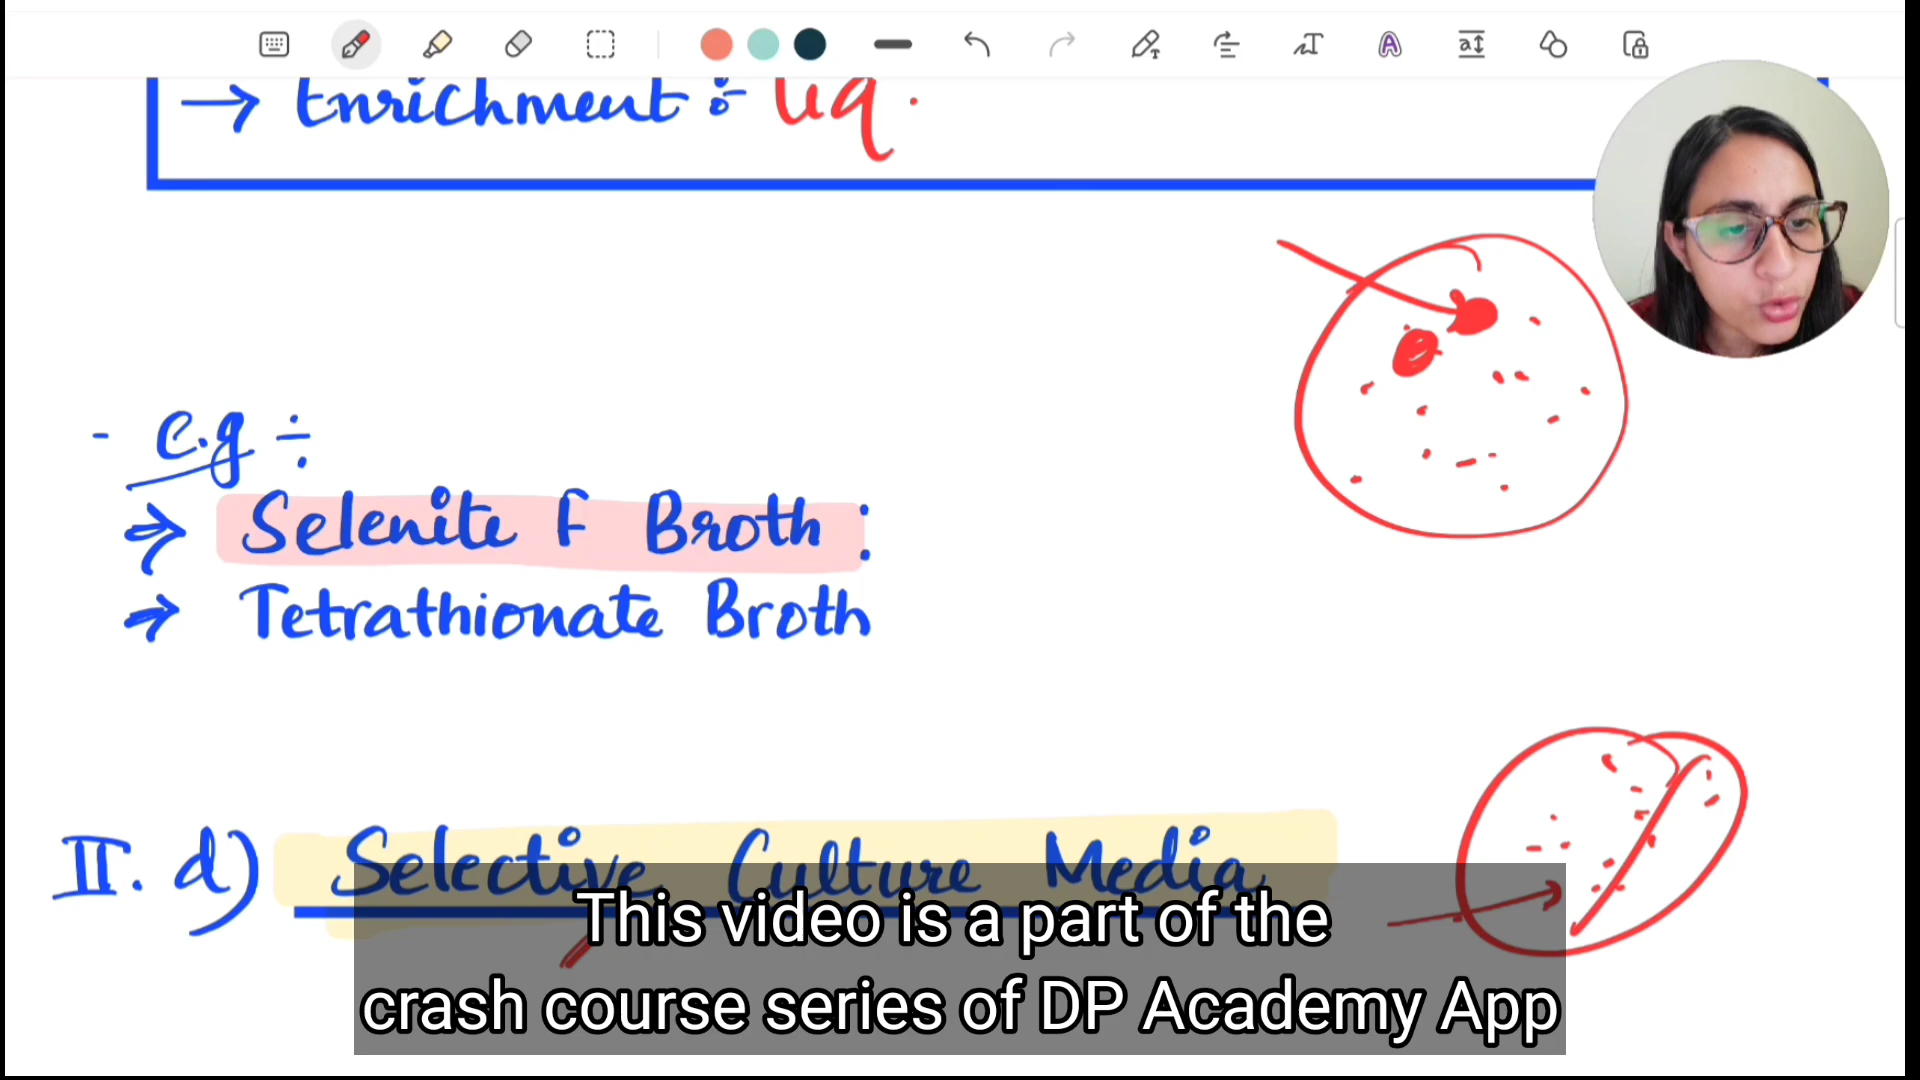 → Enrichment ÷ liq.
- e.g ÷
→ Selenite F Broth :
→ Tetrathionate Broth
II. d) Selective Culture Media
This video is a part of the
crash course series of DP Academy App